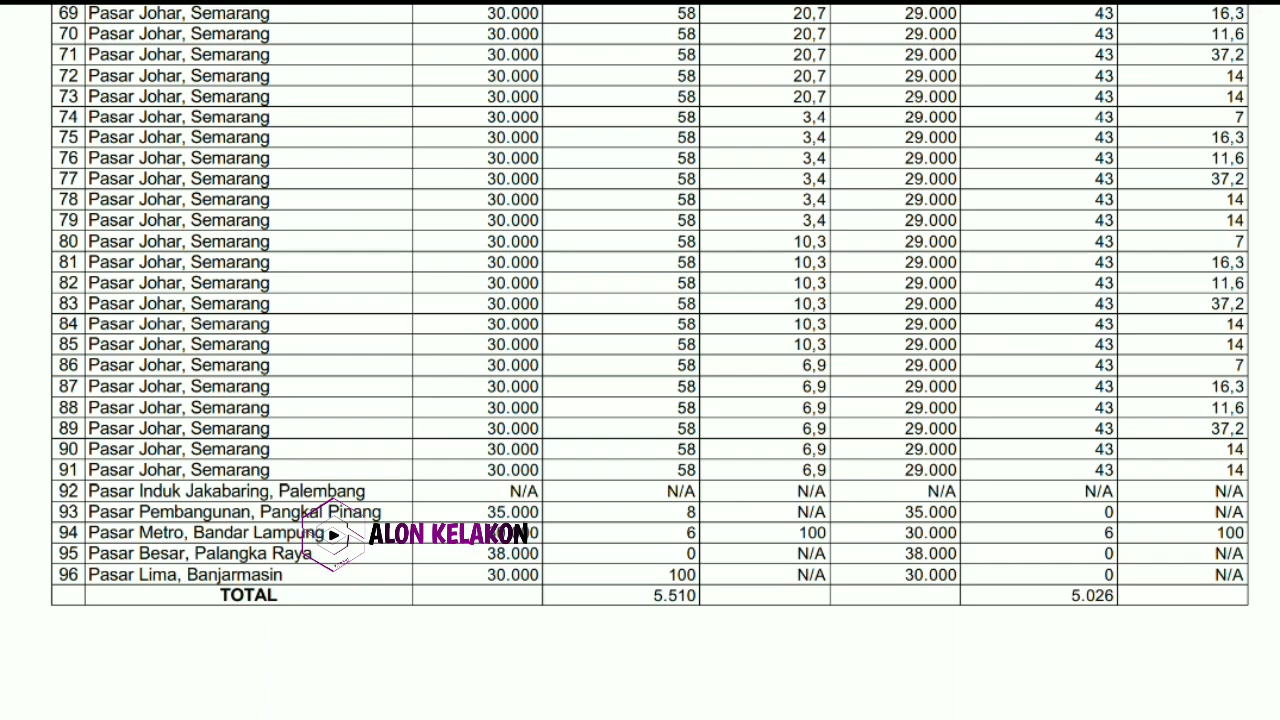 69 Pasar Johar, Semarang 30.000 58 20,7 29.000 43 16,3
70 Pasar Johar, Semarang 30.000 58 20,7 29.000 43 11,6
71 Pasar Johar, Semarang 30.000 58 20,7 29.000 43 37,2
72 Pasar Johar, Semarang 30.000 58 20,7 29.000 43 14
73 Pasar Johar, Semarang 30.000 58 20,7 29.000 43 14
74 Pasar Johar, Semarang 30.000 58 3,4 29.000 43 7
75 Pasar Johar, Semarang 30.000 58 3,4 29.000 43 16,3
76 Pasar Johar, Semarang 30.000 58 3,4 29.000 43 11,6
77 Pasar Johar, Semarang 30.000 58 3,4 29.000 43 37,2
78 Pasar Johar, Semarang 30.000 58 3,4 29.000 43 14
79 Pasar Johar, Semarang 30.000 58 3,4 29.000 43 14
80 Pasar Johar, Semarang 30.000 58 10,3 29.000 43 7
81 Pasar Johar, Semarang 30.000 58 10,3 29.000 43 16,3
82 Pasar Johar, Semarang 30.000 58 10,3 29.000 43 11,6
83 Pasar Johar, Semarang 30.000 58 10,3 29.000 43 37,2
84 Pasar Johar, Semarang 30.000 58 10,3 29.000 43 14
85 Pasar Johar, Semarang 30.000 58 10,3 29.000 43 14
86 Pasar Johar, Semarang 30.000 58 6,9 29.000 43 7
87 Pasar Johar, Semarang 30.000 58 6,9 29.000 43 16,3
88 Pasar Johar, Semarang 30.000 58 6,9 29.000 43 11,6
89 Pasar Johar, Semarang 30.000 58 6,9 29.000 43 37,2
90 Pasar Johar, Semarang 30.000 58 6,9 29.000 43 14
91 Pasar Johar, Semarang 30.000 58 6,9 29.000 43 14
92 Pasar Induk Jakabaring, Palembang N/A N/A N/A N/A N/A N/A
93 Pasar Pembangunan, Pangkal Pinang 35.000 8 N/A 35.000 0 N/A
94 Pasar Metro, Bandar Lampung 6 100 30.000 6 100
ALON KELAKON
95 Pasar Besar, Palangka Raya 38.000 0 N/A 38.000 0 N/A
96 Pasar Lima, Banjarmasin 30.000 100 N/A 30.000 0 N/A
TOTAL 5.510 5.026